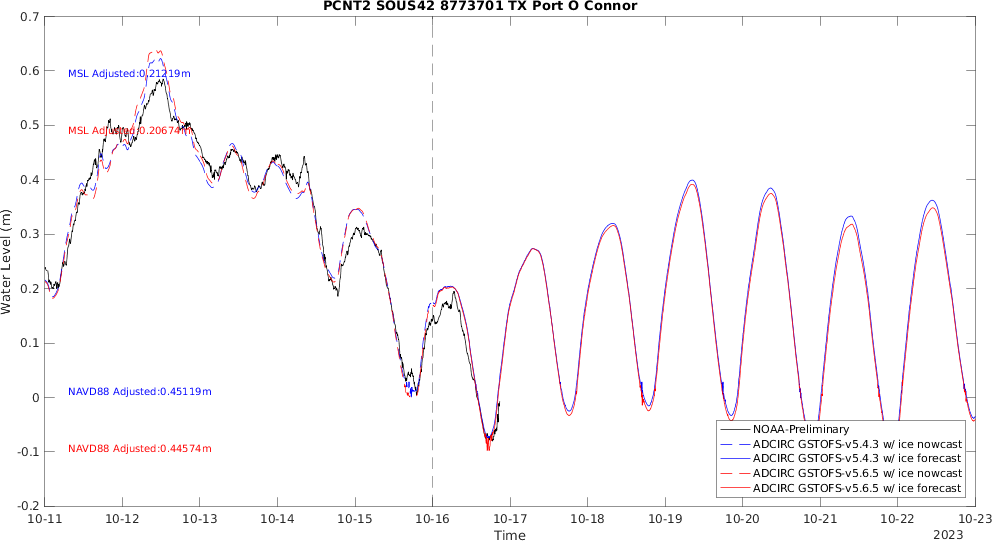 PCNT2 SOUS42 8773701 TX Port O Connor
0.7
0.6
0.5
0.4
0.3
0.2
0.1
0
-0.1
-0.2
Water Level (m)
MSL Adjusted:0.21219m
MSL Adjusted:0.20674m
NAVD88 Adjusted:0.45119m
NAVD88 Adjusted:0.44574m
NOAA-Preliminary
ADCIRC GSTOFS-v5.4.3 w/ ice nowcast
ADCIRC GSTOFS-v5.4.3 w/ ice forecast
ADCIRC GSTOFS-v5.6.5 w/ ice nowcast
ADCIRC GSTOFS-v5.6.5 w/ ice forecast
10-11 10-12 10-13 10-14 10-15 10-16 10-17 10-18 10-19 10-20 10-21 10-22 10-23
Time
2023